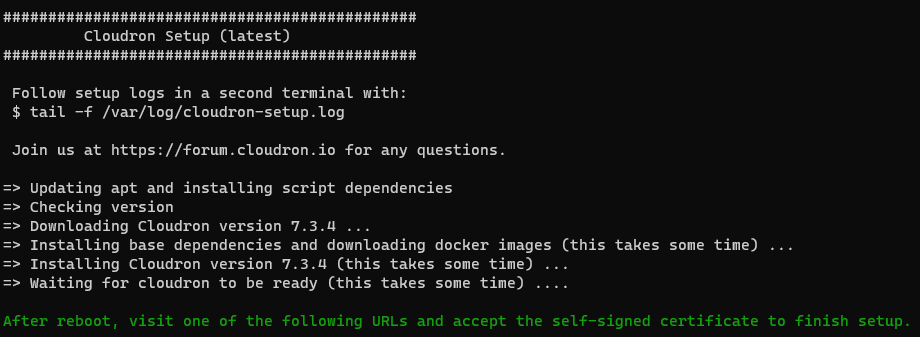 ##############################################
Cloudron Setup (latest)
##############################################
Follow setup logs in a second terminal with:
$ tail -f /var/log/cloudron-setup.log
Join us at https://forum.cloudron.io for any questions.
=> Updating apt and installing script dependencies
=> Checking version
=> Downloading Cloudron version 7.3.4 ...
=> Installing base dependencies and downloading docker images (this takes some time) ...
=> Installing Cloudron version 7.3.4 (this takes some time) ...
=> Waiting for cloudron to be ready (this takes some time) ....
After reboot, visit one of the following URLs and accept the self-signed certificate to finish setup.